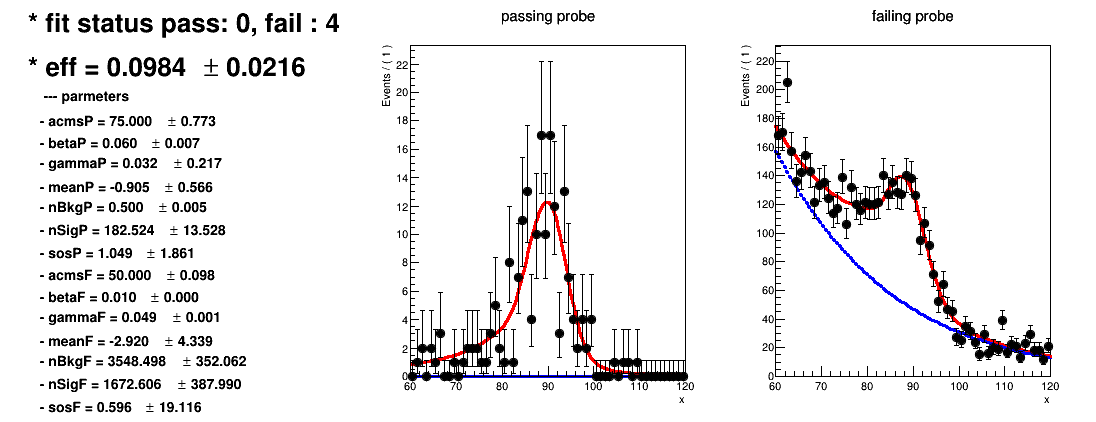 * fit status pass: 0, fail : 4
* eff = 0.0984 ± 0.0216
--- parmeters
- acmsP = 75.000 ± 0.773
- betaP = 0.060 ± 0.007
- gammaP = 0.032 ± 0.217
- meanP = -0.905 ± 0.566
- nBkgP = 0.500 ± 0.005
- nSigP = 182.524 ± 13.528
- sosP = 1.049 ± 1.861
- acmsF = 50.000 ± 0.098
- betaF = 0.010 ± 0.000
- gammaF = 0.049 ± 0.001
- meanF = -2.920 ± 4.339
- nBkgF = 3548.498 ± 352.062
- nSigF = 1672.606 ± 387.990
- sosF = 0.596 ± 19.116
passing probe
Events / ( 1 )
22
20
18
16
14
12
10
8
6
4
2
0
60 70 80 90 100 110 120
x
failing probe
Events / ( 1 )
220
200
180
160
140
120
100
80
60
40
20
0
60 70 80 90 100 110 120
x